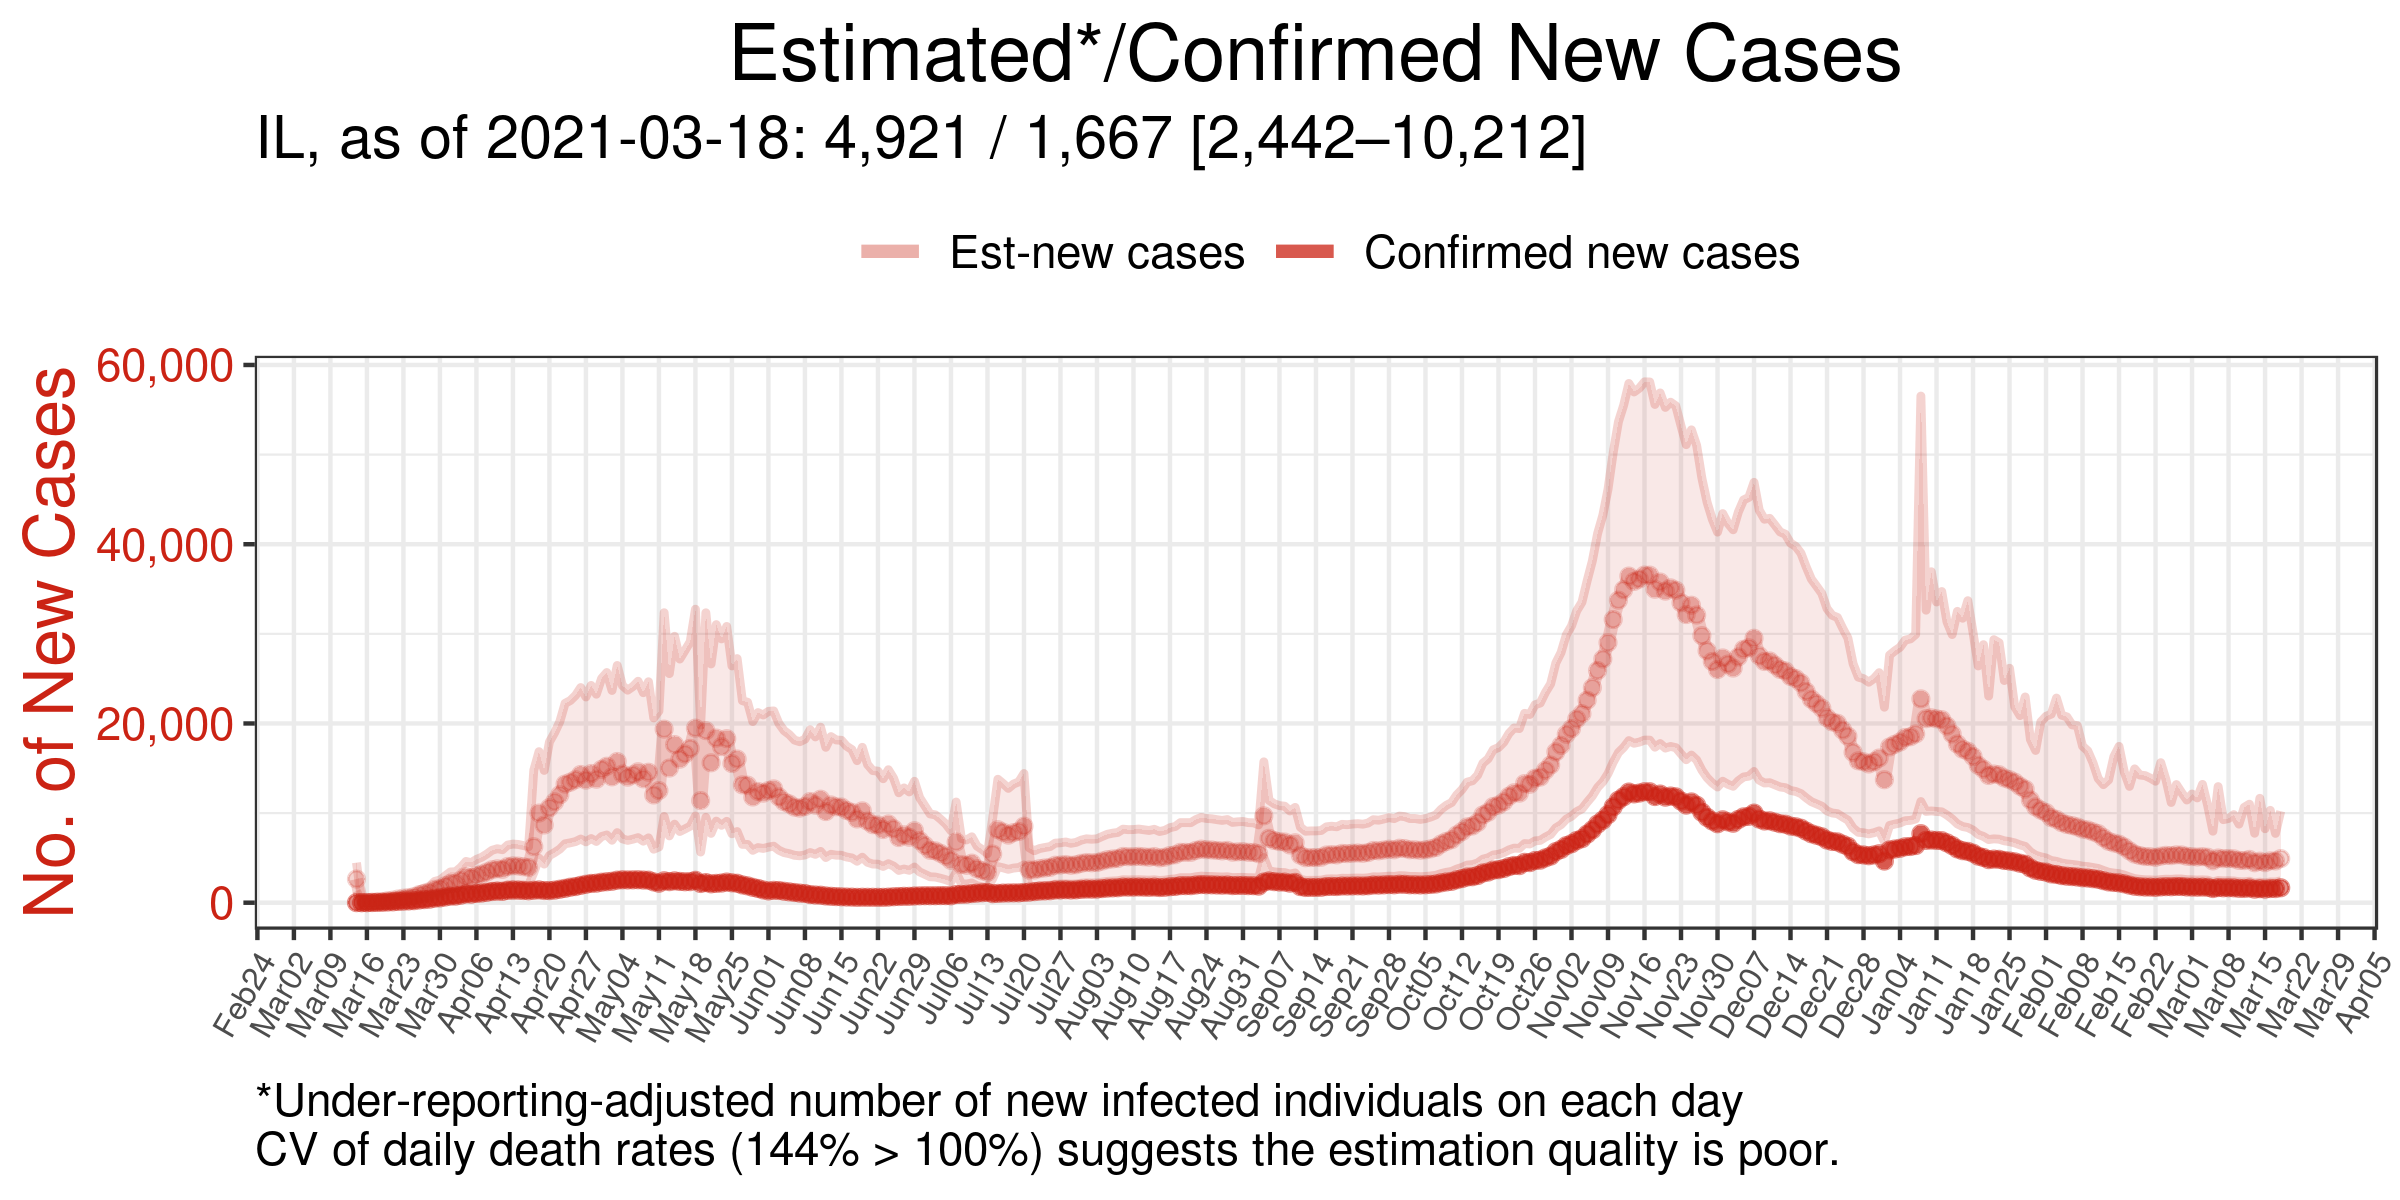 Estimated*/Confirmed New Cases
IL, as of 2021-03-18: 4,921 / 1,667 [2,442–10,212]
Est-new cases
Confirmed new cases
No. of New Cases
60,000
40,000
20,000
0
Feb24
Mar02
Mar09
Mar16
Mar23
Mar30
Apr06
Apr13
Apr20
Apr27
May04
May11
May18
May25
Jun01
Jun08
Jun15
Jun22
Jun29
Jul06
Jul13
Jul20
Jul27
Aug03
Aug10
Aug17
Aug24
Aug31
Sep07
Sep14
Sep21
Sep28
Oct05
Oct12
Oct19
Oct26
Nov02
Nov09
Nov16
Nov23
Nov30
Dec07
Dec14
Dec21
Dec28
Jan04
Jan11
Jan18
Jan25
Feb01
Feb08
Feb15
Feb22
Mar01
Mar08
Mar15
Mar22
Mar29
Apr05
*Under-reporting-adjusted number of new infected individuals on each day
CV of daily death rates (144% > 100%) suggests the estimation quality is poor.